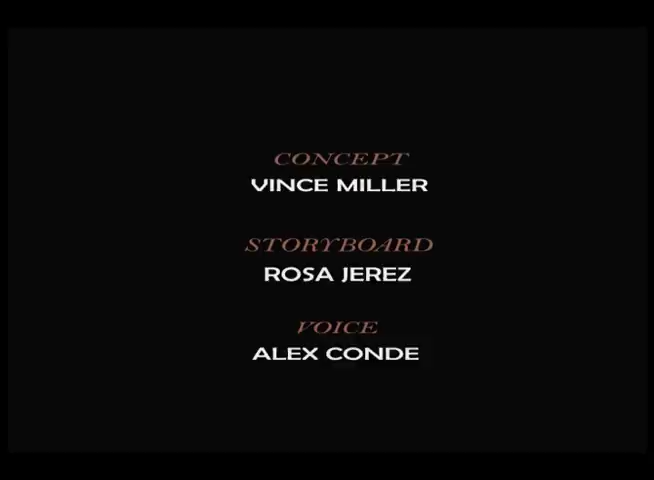 CONCEPT
VINCE MILLER
STORYBOARD
ROSA JEREZ
VOICE
ALEX CONDE